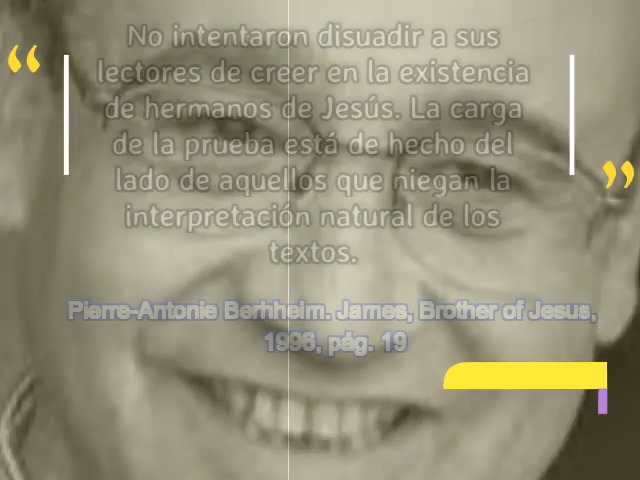 No intentaron disuadir a sus
lectores de creer en la existencia
de hermanos de Jesús. La carga
de la prueba está de hecho del
lado de aquellos que niegan la
interpretación natural de los
textos.
Pierre-Antonie Bernheim. James, Brother of Jesus,
1996, pág. 19